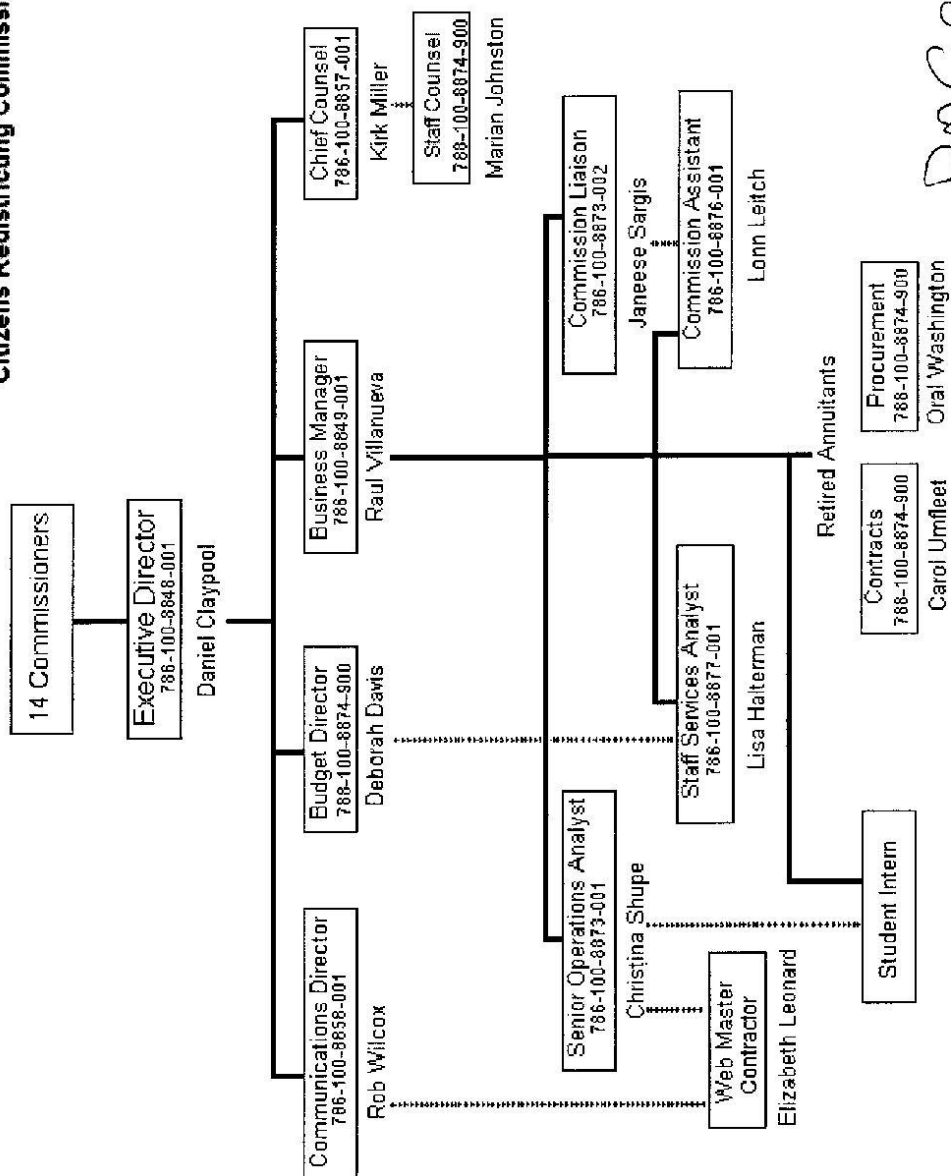 Citizens Redistricting
14 Commissioners
Executive Director
786-100-8848-001
Daniel Claypool
Communications Director
786-100-8858-001
Rob Wilcox
Budget Director
788-100-8874-900
Deborah Davis
Business Manager
786-100-8849-001
Raul Villanueva
Chief Counsel
786-100-8857-001
Kirk Miller
Staff Counsel
788-100-8874-900
Marian Johnston
Senior Operations Analyst
786-100-8873-001
Christina Shupe
Commission Liaison
786-100-8873-002
Janeese Sargis
Web Master
Contractor
Elizabeth Leonard
Staff Services Analyst
786-100-8877-001
Lisa Halterman
Commission Assistant
786-100-8876-001
Lonn Leitch
Student Intern
Retired Annuitants
Contracts
788-100-8874-900
Carol Umfleet
Procurement
788-100-8874-900
Oral Washington